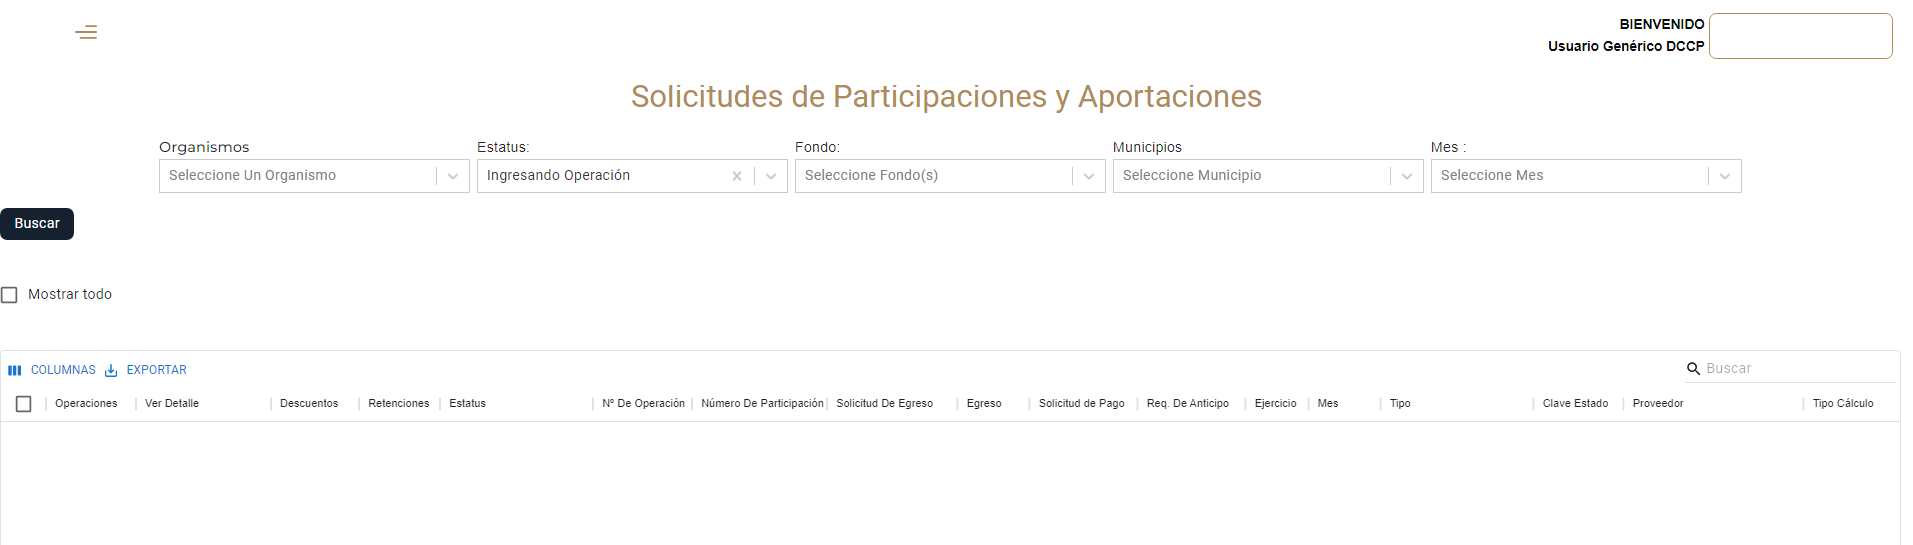 BIENVENIDO
Usuario Genérico DCCP
Solicitudes de Participaciones y Aportaciones
Organismos Estatus: Fondo: Municipios Mes :
Seleccione Un Organismo Ingresando Operación Seleccione Fondo(s) Seleccione Municipio Seleccione Mes
Buscar
Mostrar todo
COLUMNAS EXPORTAR Buscar
Operaciones Ver Detalle Descuentos Retenciones Estatus Nº De Operación Número De Participación Solicitud De Egreso Egreso Solicitud de Pago Req. De Anticipo Ejercicio Mes Tipo Clave Estado Proveedor Tipo Cálculo